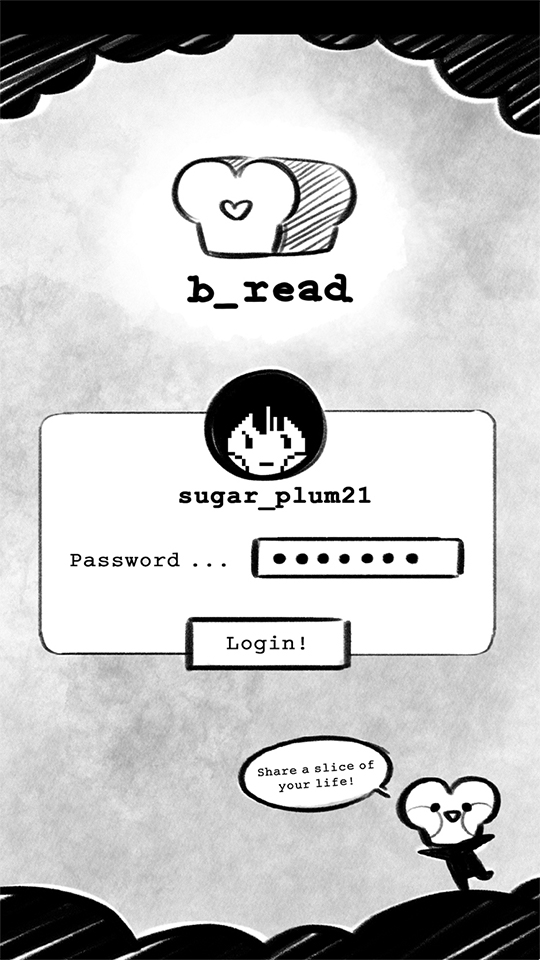 b_read
sugar_plum21
Password ...
Login!
Share a slice of
your life!